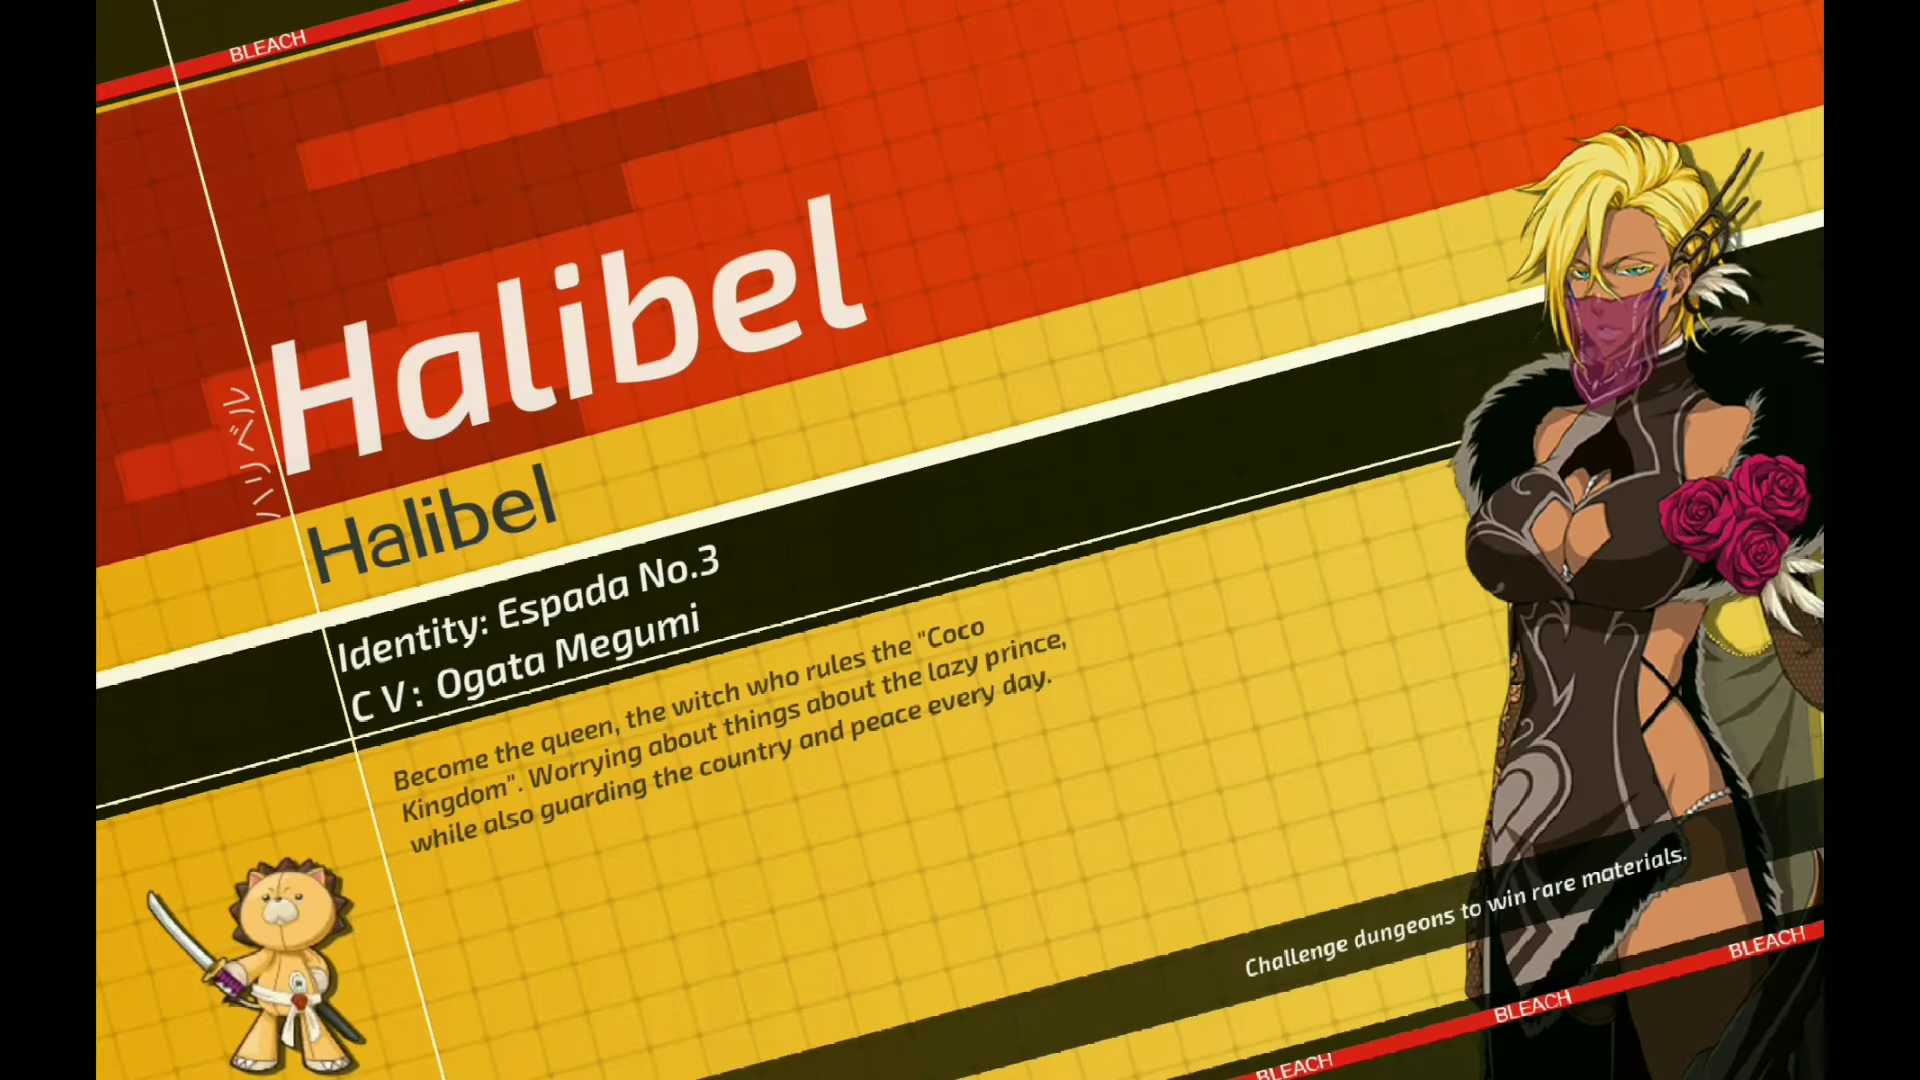 BLEACH
Halibel
ハリベル
Halibel
Identity: Espada No.3
C V : Ogata Megumi
Become the queen, the witch who rules the "Coco
Kingdom". Worrying about things about the lazy prince,
while also guarding the country and peace every day.
Challenge dungeons to win rare materials.
BLEACH
BLEACH
BLEACH